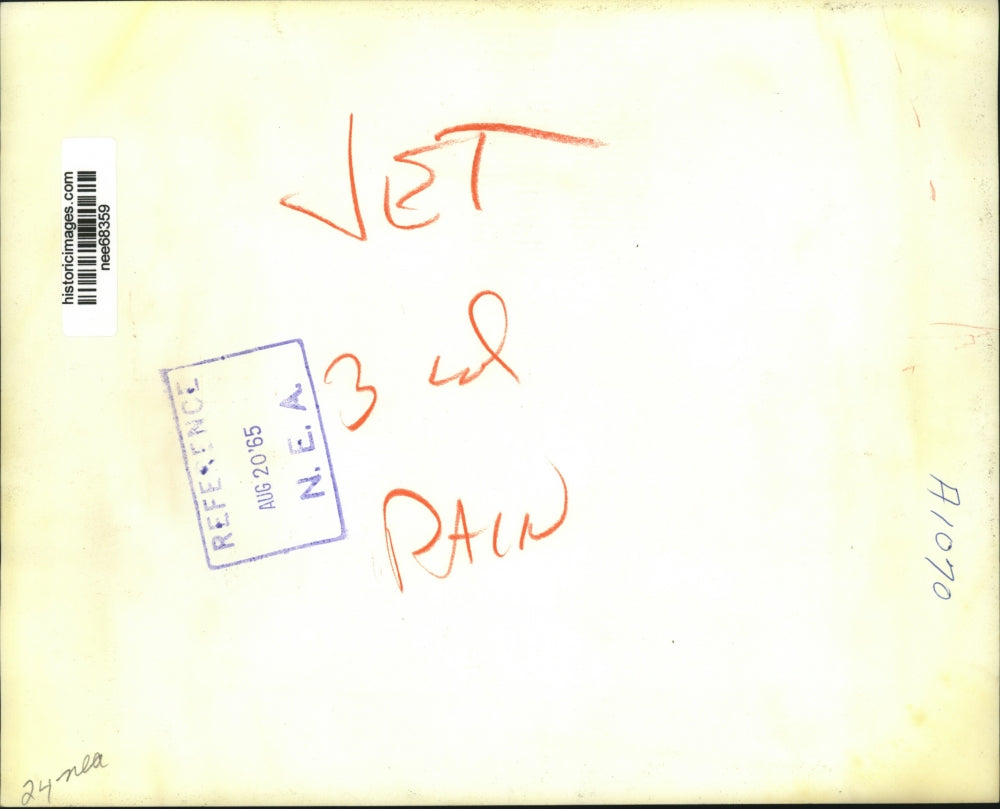 JET
3 col
RAIN
historicimages.com
nee68359
REFERENCE
AUG 20'65
N. E. A.
A1070
24 nea